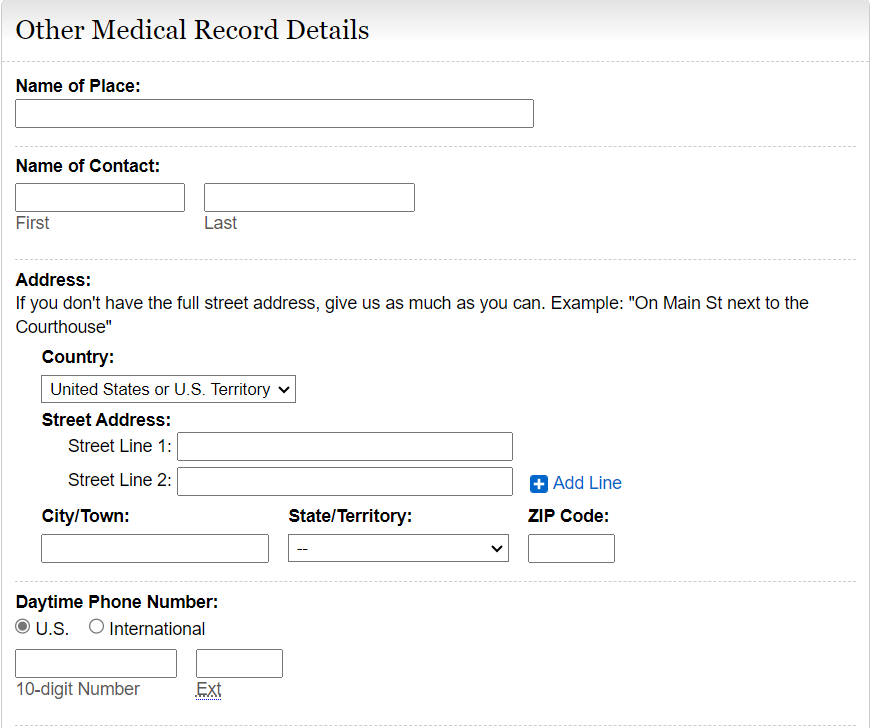 Other Medical Record Details
Name of Place:
Name of Contact:
First Last
Address:
If you don't have the full street address, give us as much as you can. Example: "On Main St next to the
Courthouse"
Country:
United States or U.S. Territory
Street Address:
Street Line 1:
Street Line 2: Add Line
City/Town: State/Territory: ZIP Code:
--
Daytime Phone Number:
U.S. International
10-digit Number Ext